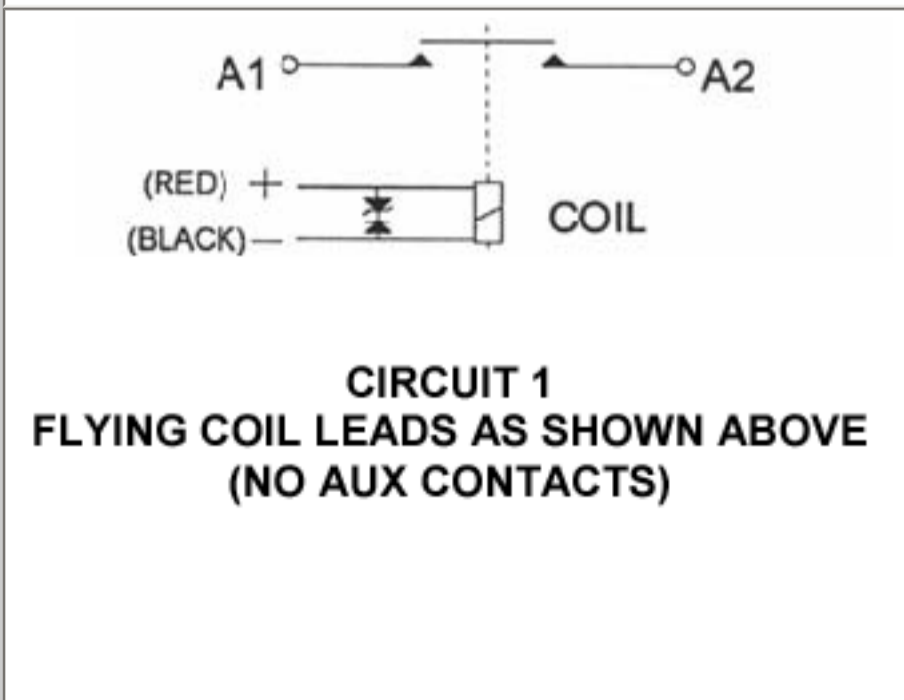 A1 A2
(RED) +
(BLACK) −
COIL
CIRCUIT 1
FLYING COIL LEADS AS SHOWN ABOVE
(NO AUX CONTACTS)